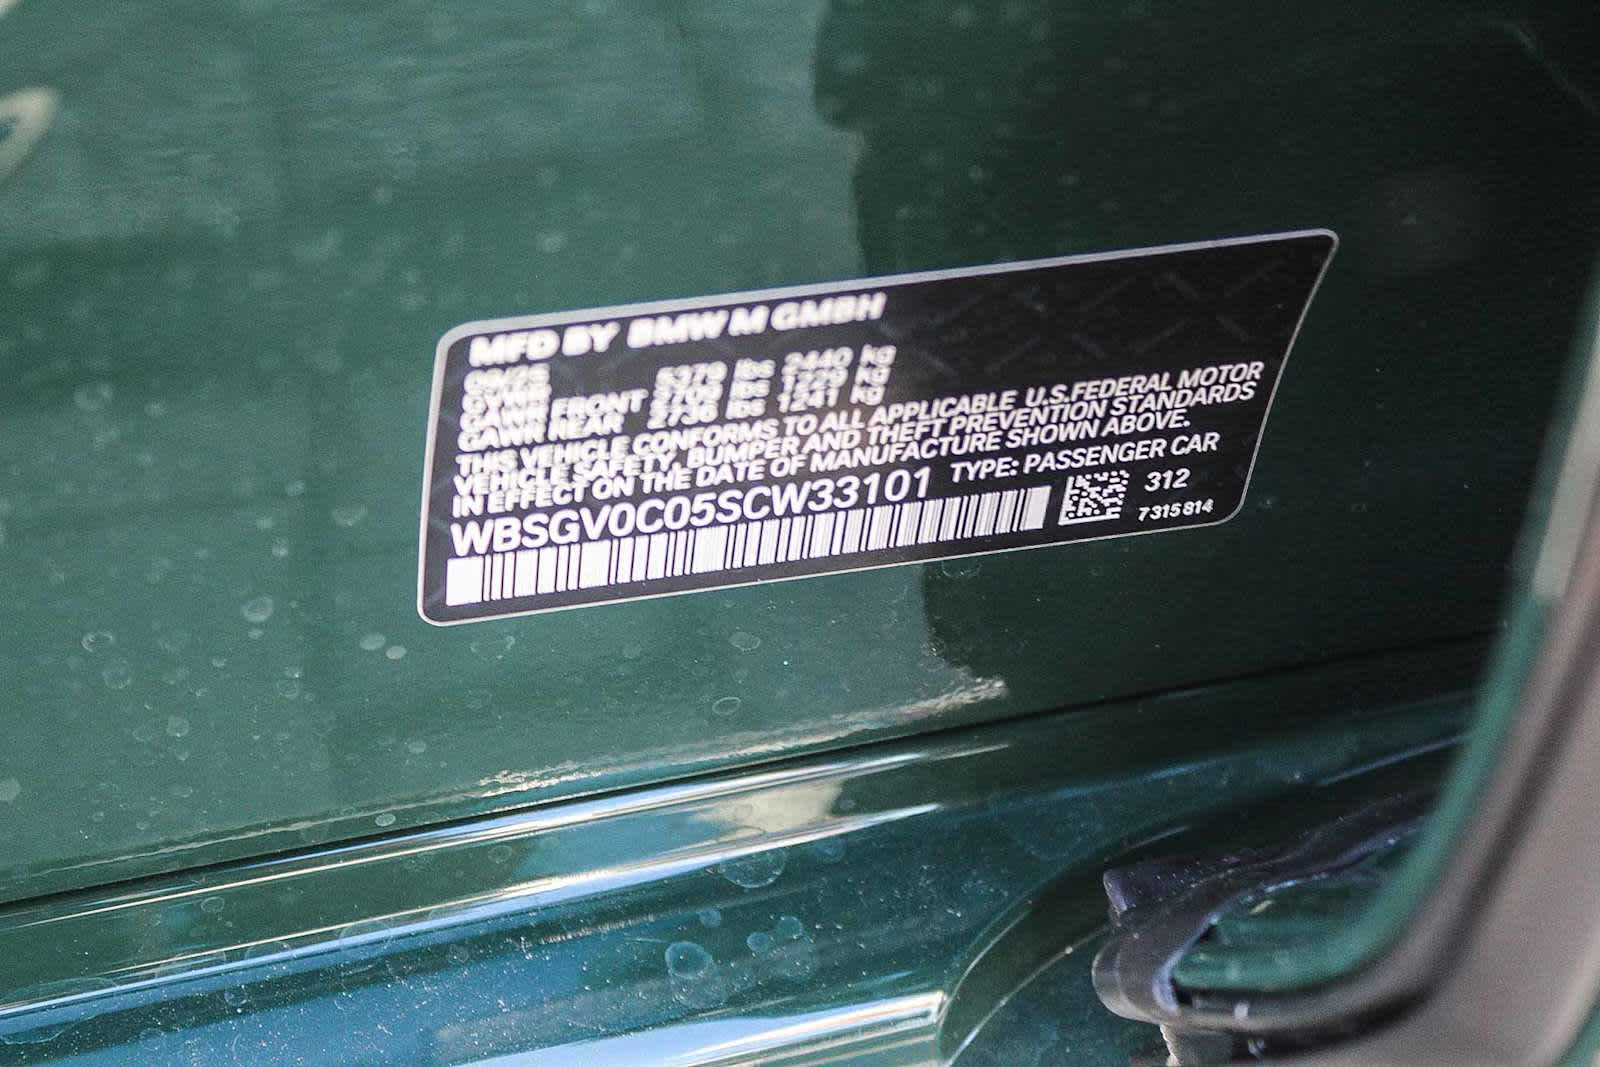 MFD BY BMW M GMBH
09/25
GVWR 5379 lbs 2440 kg
GAWR FRONT 2709 lbs 1229 kg
GAWR REAR 2736 lbs 1241 kg
THIS VEHICLE CONFORMS TO ALL APPLICABLE U.S.FEDERAL MOTOR
VEHICLE SAFETY, BUMPER AND THEFT PREVENTION STANDARDS
IN EFFECT ON THE DATE OF MANUFACTURE SHOWN ABOVE.
WBSGV0C05SCW33101 TYPE: PASSENGER CAR
312
7315814